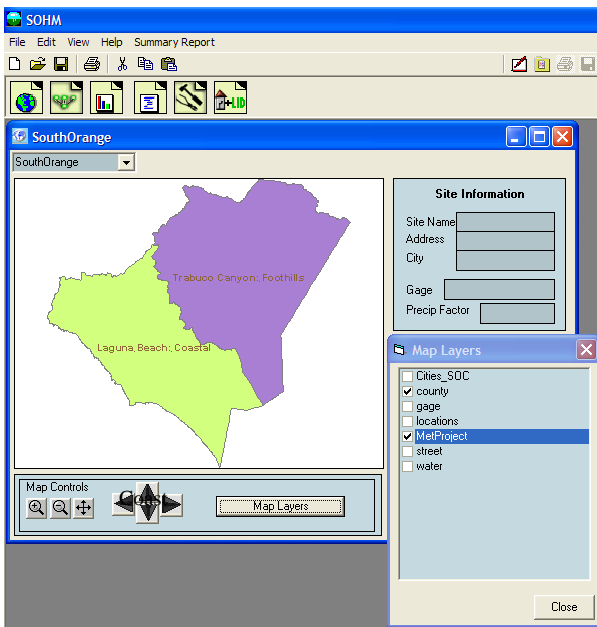 SOHM
File Edit View Help Summary Report
+LID
SouthOrange
SouthOrange
Site Information
Site Name
Address
City
Gage
Precip Factor
Trabuco Canyon:, Foothills
Laguna,Beach:, Coastal
Map Layers
Cities_SOC
county
gage
locations
MetProject
street
water
Close
Map Controls
Map Layers